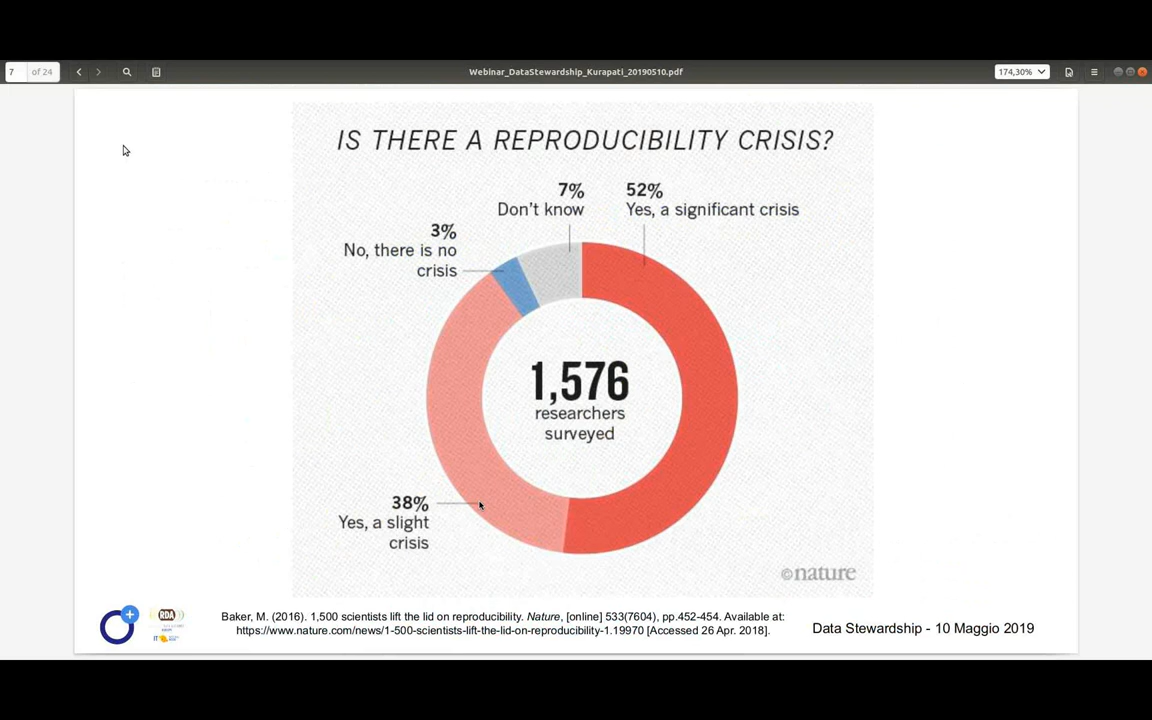 7 of 24
Webinar_DataStewardship_Kurapati_20190510.pdf
174,30%
IS THERE A REPRODUCIBILITY CRISIS?
7%
Don't know
52%
Yes, a significant crisis
3%
No, there is no
crisis
1,576
researchers
surveyed
38%
Yes, a slight
crisis
©nature
RDA
IT
Baker, M. (2016). 1,500 scientists lift the lid on reproducibility. Nature, [online] 533(7604), pp.452-454. Available at:
https://www.nature.com/news/1-500-scientists-lift-the-lid-on-reproducibility-1.19970 [Accessed 26 Apr. 2018].
Data Stewardship - 10 Maggio 2019